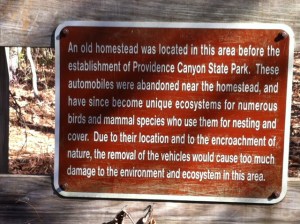 An old homestead was located in this area before the
establishment of Providence Canyon State Park. These
automobiles were abandoned near the homestead, and
have since become unique ecosystems for numerous
birds and mammal species who use them for nesting and
cover. Due to their location and to the encroachment of
nature, the removal of the vehicles would cause too much
damage to the environment and ecosystem in this area.